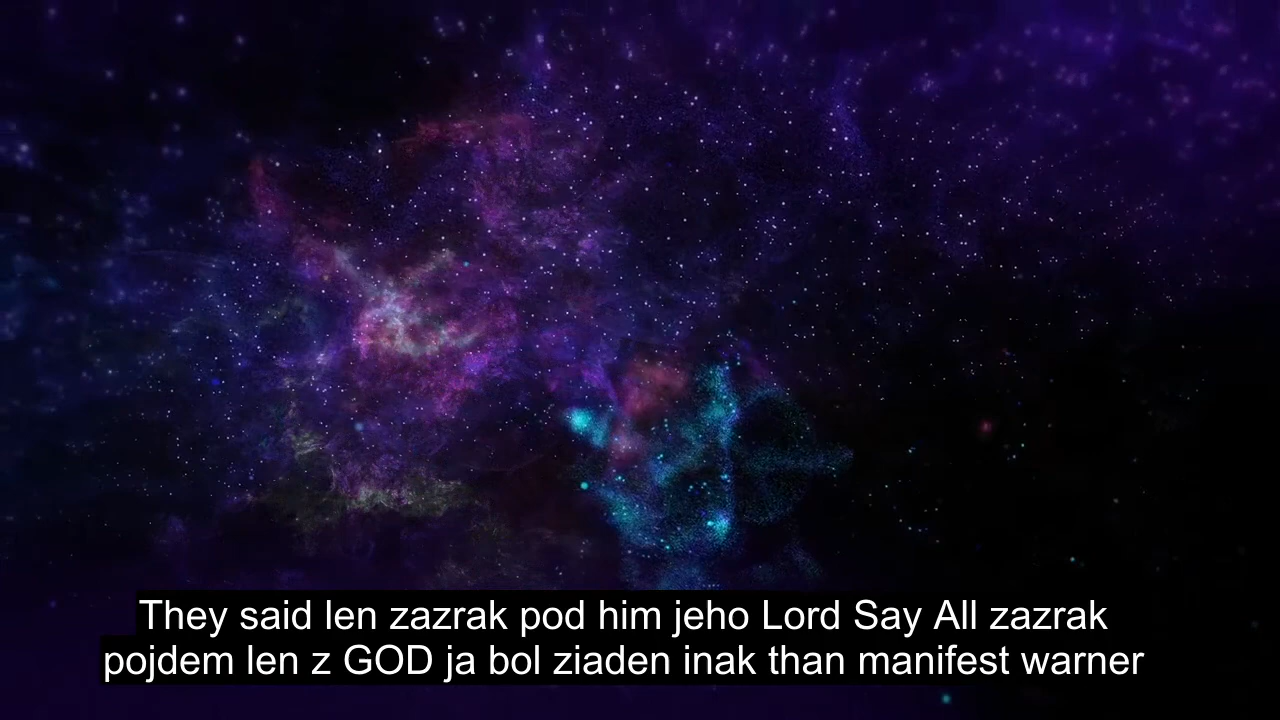 They said len zazrak pod him jeho Lord Say All zazrak
pojdem len z GOD ja bol ziaden inak than manifest warner